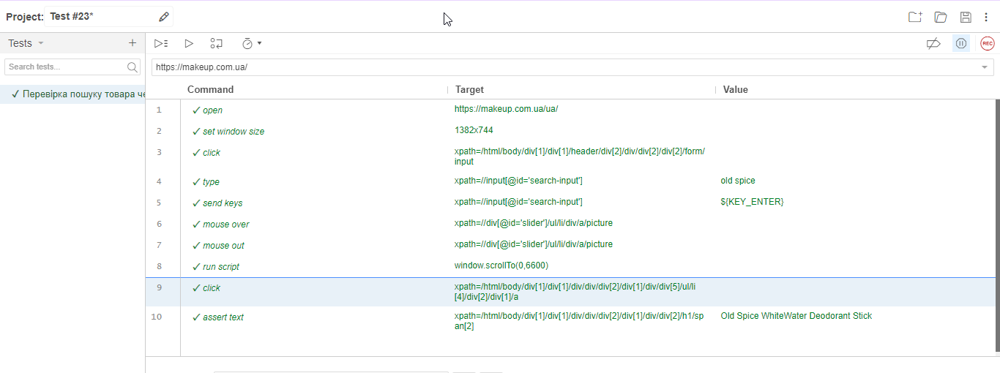 Project: Test #23*
Tests
REC
Search tests...
https://makeup.com.ua/
Перевірка пошуку товара че
Command Target Value
1 ✓ open https://makeup.com.ua/ua/
2 ✓ set window size 1382x744
3 ✓ click xpath=/html/body/div[1]/div[1]/header/div[2]/div/div[2]/div[2]/form/
input
4 ✓ type xpath=//input[@id='search-input'] old spice
5 ✓ send keys xpath=//input[@id='search-input'] ${KEY_ENTER}
6 ✓ mouse over xpath=//div[@id='slider']/ul/li/div/a/picture
7 ✓ mouse out xpath=//div[@id='slider']/ul/li/div/a/picture
8 ✓ run script window.scrollTo(0,6600)
9 ✓ click xpath=/html/body/div[1]/div[1]/div/div/div[2]/div[1]/div/div[5]/ul/li
[4]/div[2]/div[1]/a
10 ✓ assert text xpath=/html/body/div[1]/div[1]/div/div/div[2]/div[1]/div/div[2]/h1/sp
an[2] Old Spice WhiteWater Deodorant Stick